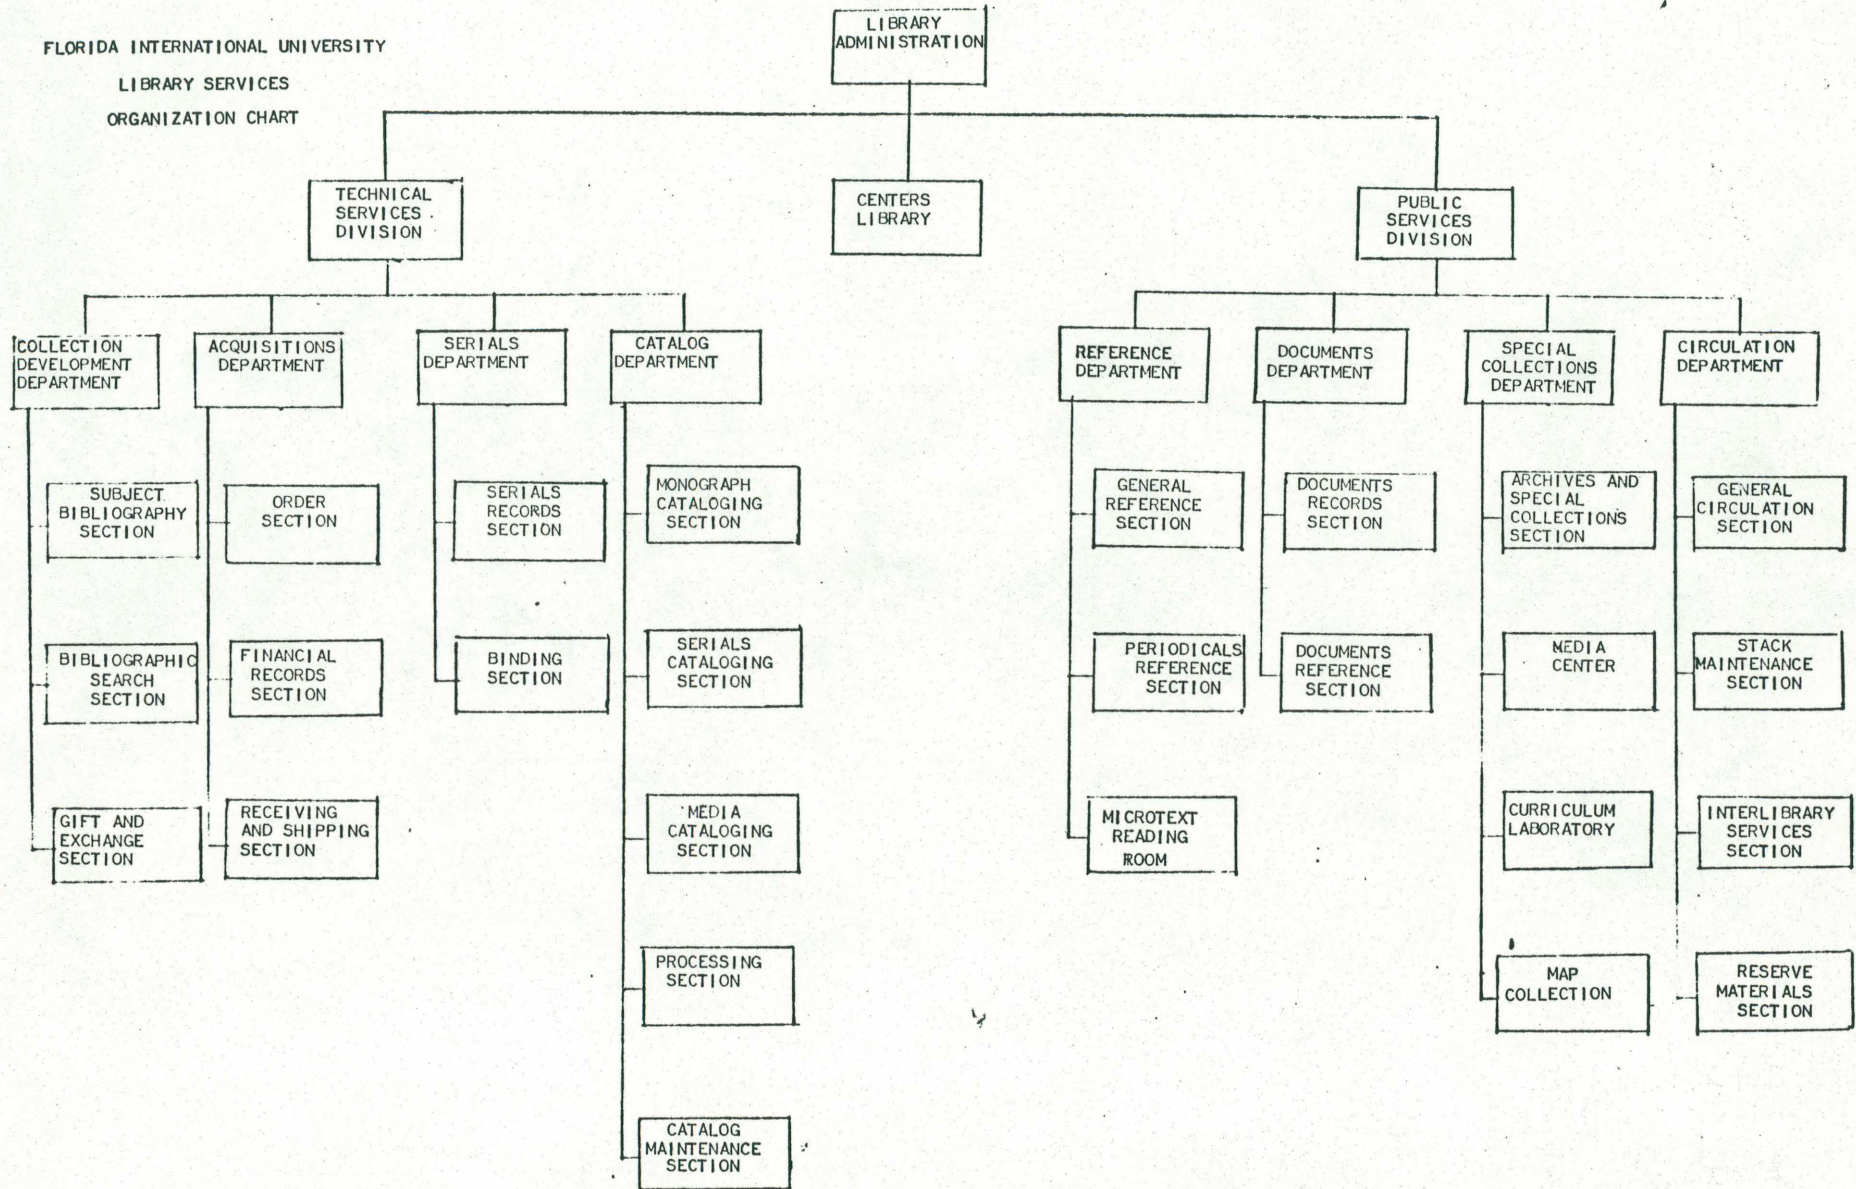 FLORIDA INTERNATIONAL UNIVERSITY
LIBRARY SERVICES
ORGANIZATION CHART
LIBRARY
ADMINISTRATION
TECHNICAL
SERVICES
DIVISION
CENTERS
LIBRARY
PUBLIC
SERVICES
DIVISION
COLLECTION
DEVELOPMENT
DEPARTMENT
ACQUISITIONS
DEPARTMENT
SERIALS
DEPARTMENT
CATALOG
DEPARTMENT
REFERENCE
DEPARTMENT
DOCUMENTS
DEPARTMENT
SPECIAL
COLLECTIONS
DEPARTMENT
CIRCULATION
DEPARTMENT
SUBJECT
BIBLIOGRAPHY
SECTION
ORDER
SECTION
SERIALS
RECORDS
SECTION
MONOGRAPH
CATALOGING
SECTION
GENERAL
REFERENCE
SECTION
DOCUMENTS
RECORDS
SECTION
ARCHIVES AND
SPECIAL
COLLECTIONS
SECTION
GENERAL
CIRCULATION
SECTION
BIBLIOGRAPHIC
SEARCH
SECTION
FINANCIAL
RECORDS
SECTION
BINDING
SECTION
SERIALS
CATALOGING
SECTION
PERIODICALS
REFERENCE
SECTION
DOCUMENTS
REFERENCE
SECTION
MEDIA
CENTER
STACK
MAINTENANCE
SECTION
GIFT AND
EXCHANGE
SECTION
RECEIVING
AND SHIPPING
SECTION
MEDIA
CATALOGING
SECTION
MICROTEXT
READING
ROOM
CURRICULUM
LABORATORY
INTERLIBRARY
SERVICES
SECTION
PROCESSING
SECTION
MAP
COLLECTION
RESERVE
MATERIALS
SECTION
CATALOG
MAINTENANCE
SECTION